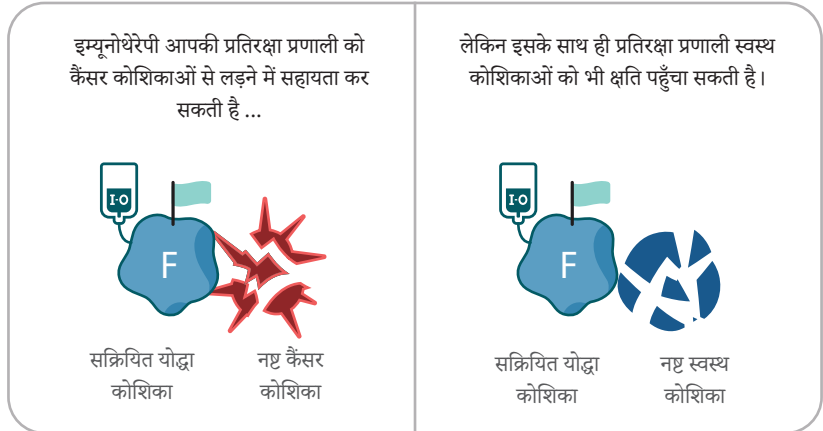 इम्यूनोथेरेपी आपकी प्रतिरक्षा प्रणाली को
कैंसर कोशिकाओं से लड़ने में सहायता कर
सकती है ...
I-O
F
सक्रियित योद्धा
कोशिका
नष्ट कैंसर
कोशिका
लेकिन इसके साथ ही प्रतिरक्षा प्रणाली स्वस्थ
कोशिकाओं को भी क्षति पहुँचा सकती है।
I-O
F
सक्रियित योद्धा
कोशिका
नष्ट स्वस्थ
कोशिका